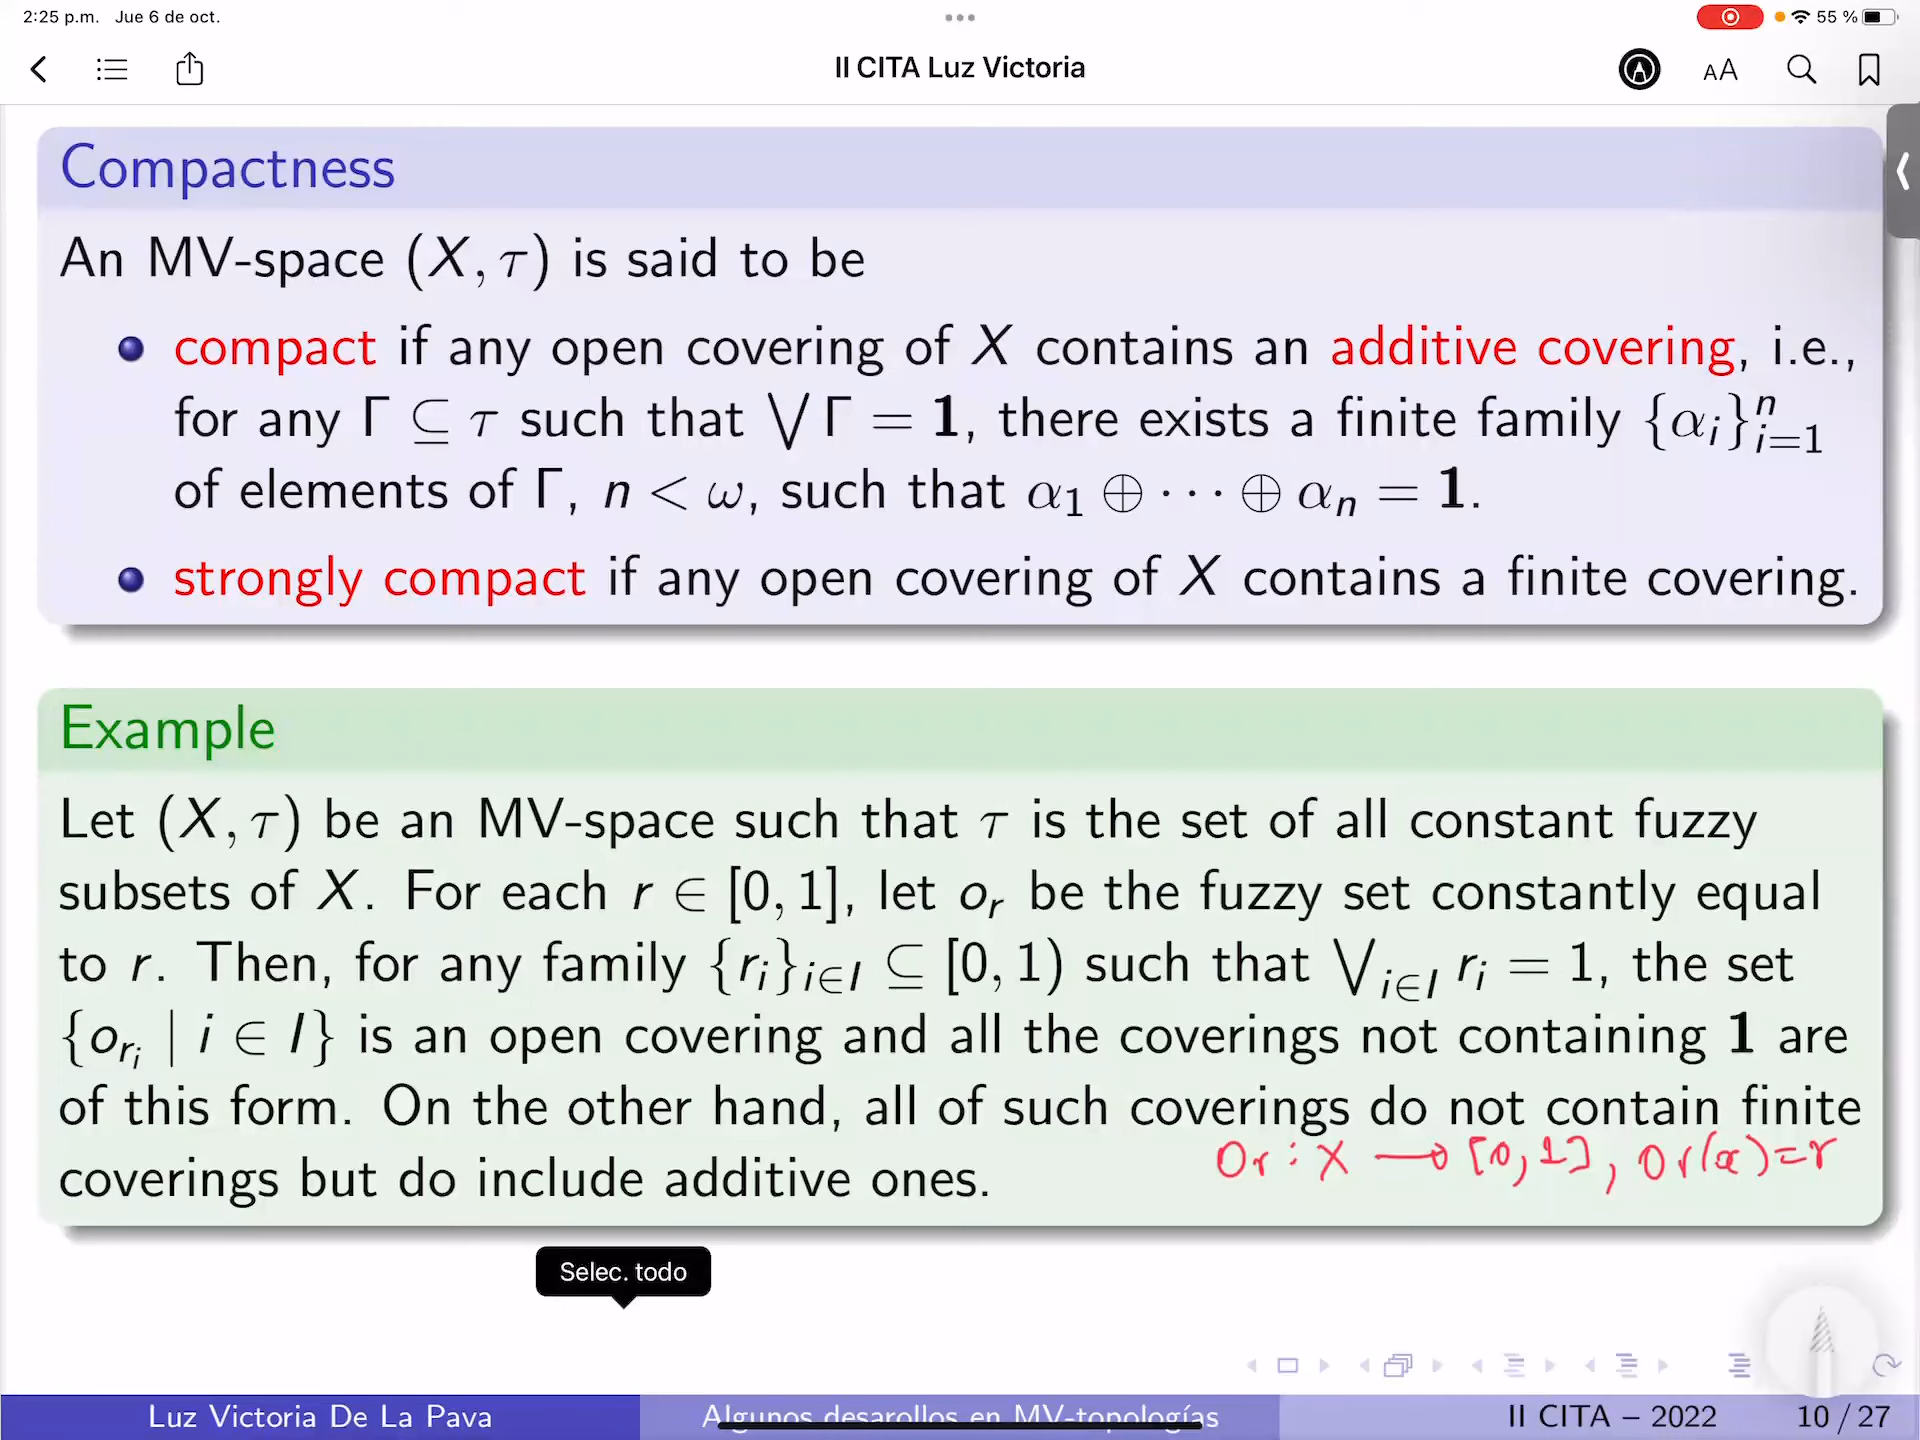 2:25 p.m. Jue 6 de oct.
55 %
II CITA Luz Victoria
AA
Compactness
An MV-space (X, τ) is said to be
• compact if any open covering of X contains an additive covering, i.e.,
for any Γ ⊆ τ such that ⋁ Γ = 𝟏, there exists a finite family {αᵢ}ⁿᵢ₌₁
of elements of Γ, n < ω, such that α₁ ⊕ ··· ⊕ αₙ = 𝟏.
• strongly compact if any open covering of X contains a finite covering.
Example
Let (X, τ) be an MV-space such that τ is the set of all constant fuzzy
subsets of X. For each r ∈ [0, 1], let oᵣ be the fuzzy set constantly equal
to r. Then, for any family {rᵢ}ᵢ∈I ⊆ [0, 1) such that ⋁ᵢ∈I rᵢ = 1, the set
{o_{rᵢ} | i ∈ I} is an open covering and all the coverings not containing 𝟏 are
of this form. On the other hand, all of such coverings do not contain finite
coverings but do include additive ones.
Or : X → [0,1], Or(x)=r
Selec. todo
Luz Victoria De La Pava
Algunos desarollos en MV-topologías
II CITA – 2022
10 / 27